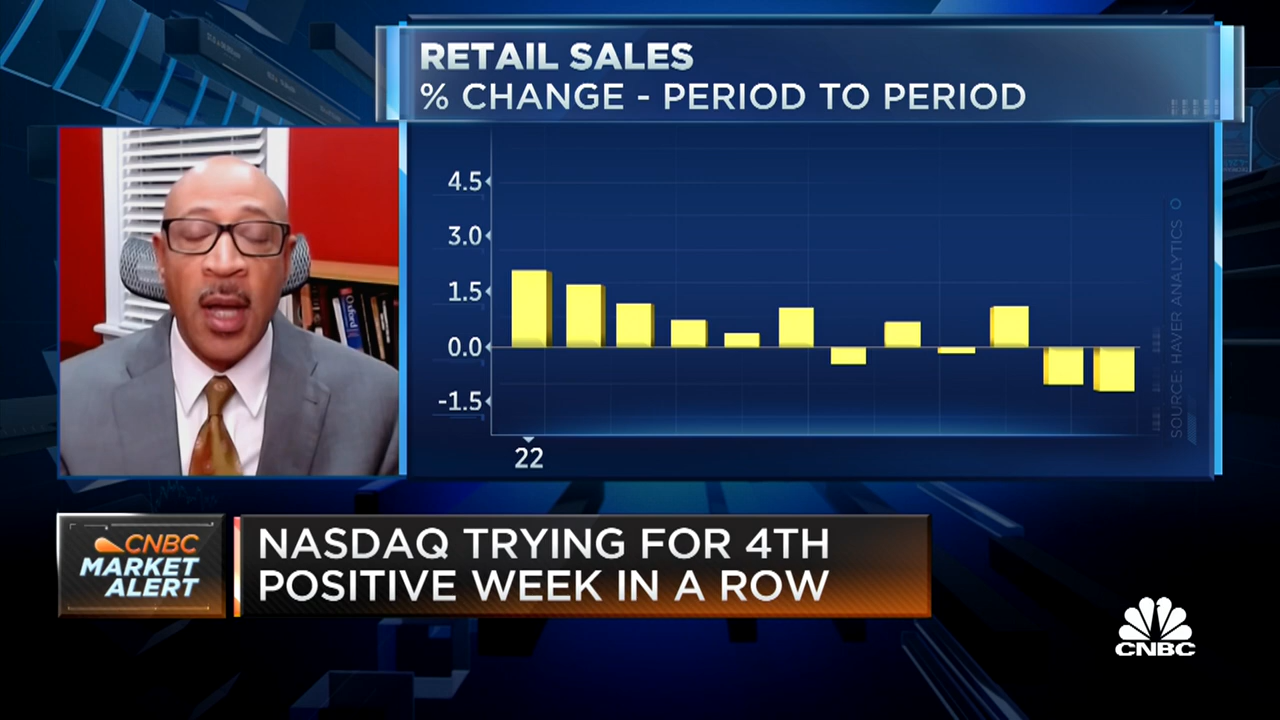 RETAIL SALES
% CHANGE - PERIOD TO PERIOD
4.5
3.0
1.5
0.0
-1.5
22
SOURCE: HAVER ANALYTICS
Oxford
CNBC
MARKET
ALERT
NASDAQ TRYING FOR 4TH
POSITIVE WEEK IN A ROW
CNBC